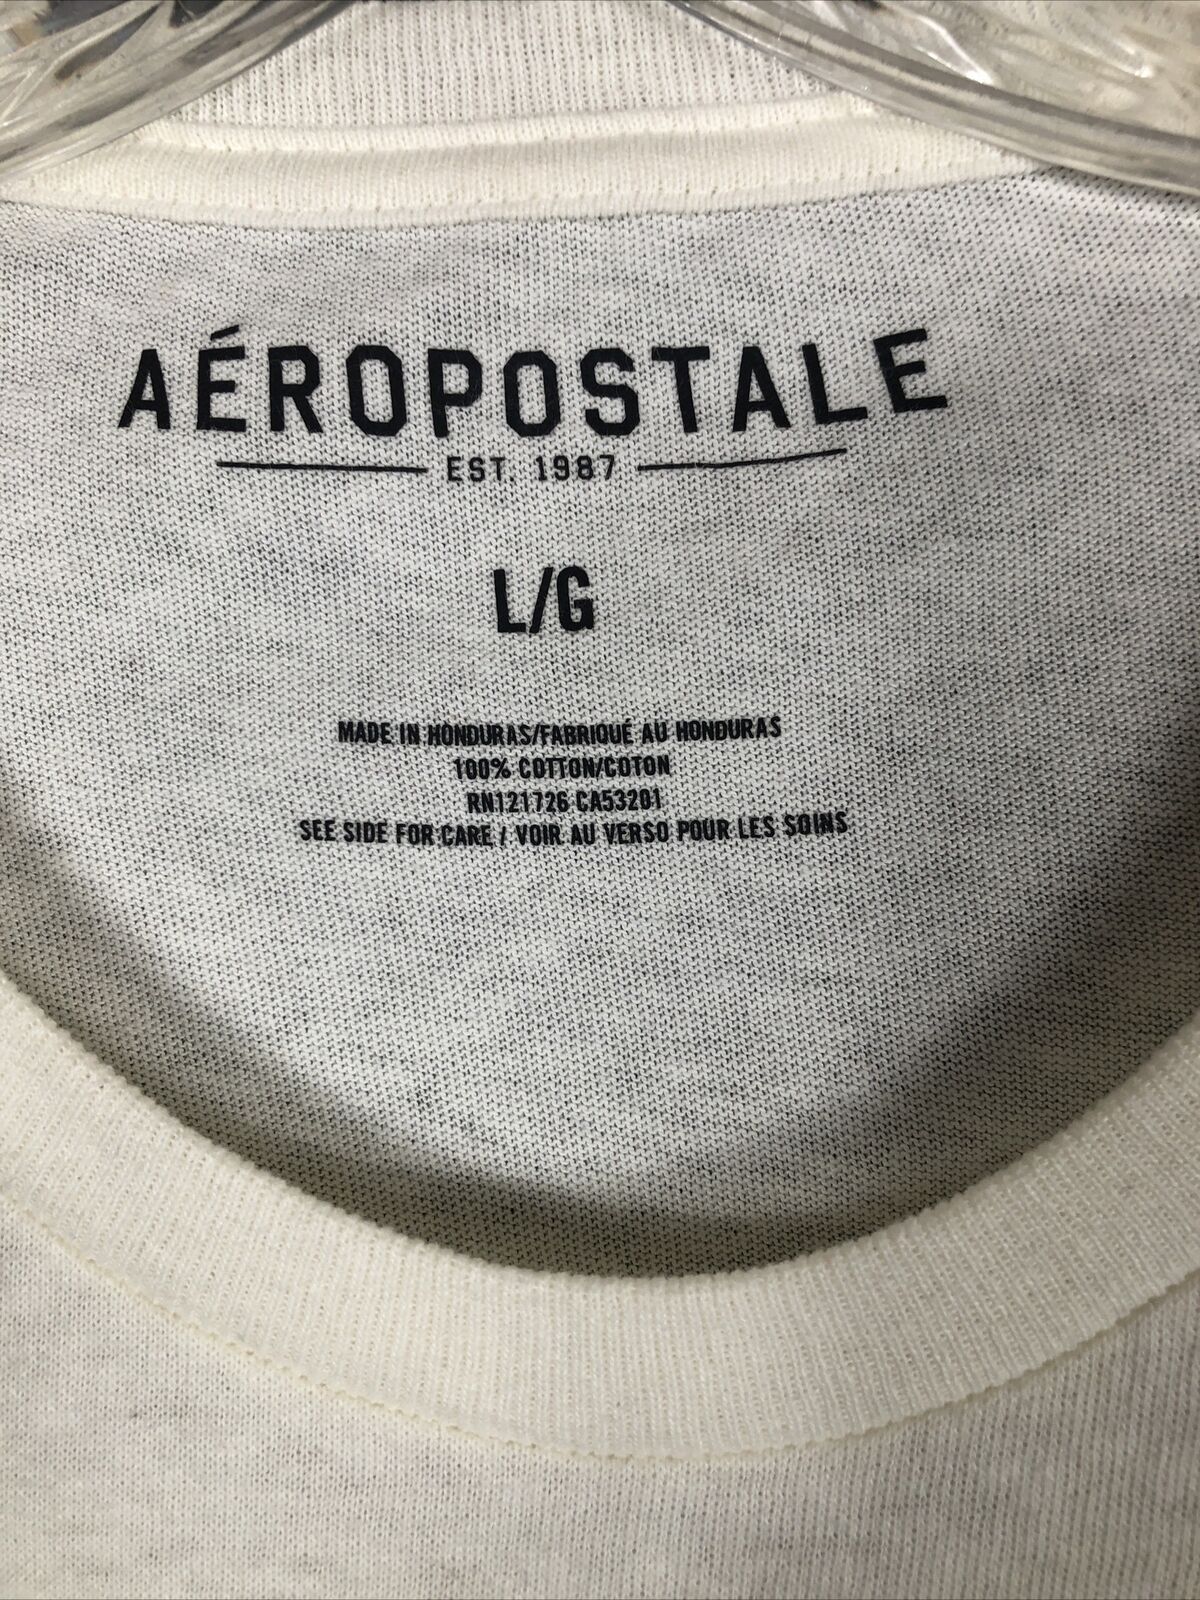 AÉROPOSTALE
EST. 1987
L/G
MADE IN HONDURAS/FABRIQUÉ AU HONDURAS
100% COTTON/COTON
RN121726 CA53201
SEE SIDE FOR CARE / VOIR AU VERSO POUR LES SOINS